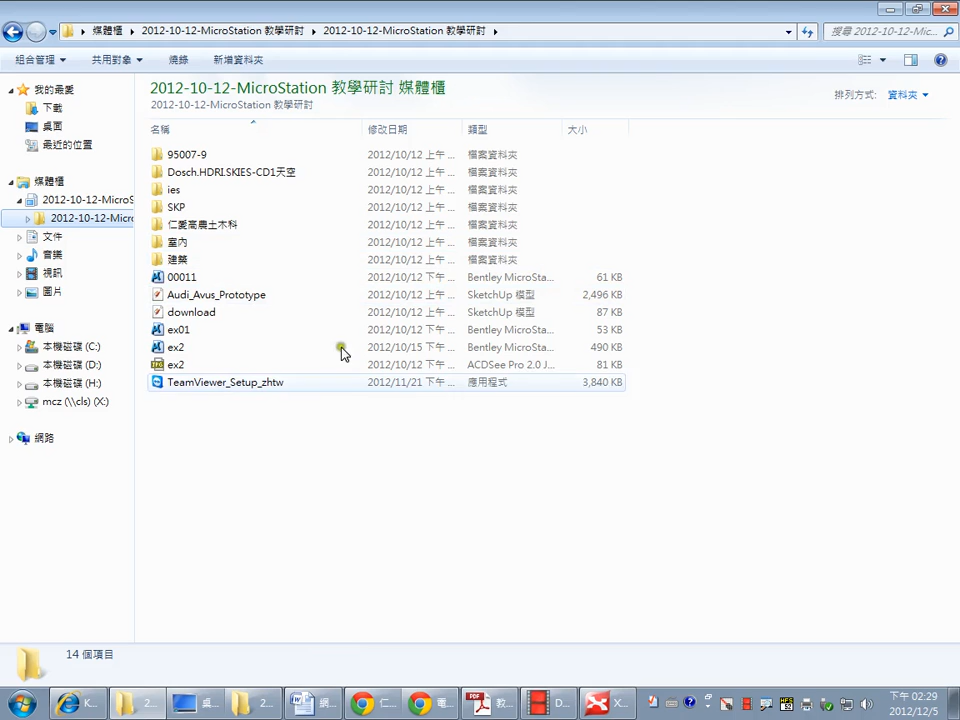 媒體櫃 ▸ 2012-10-12-MicroStation 教學研討 ▸ 2012-10-12-MicroStation 教學研討 ▸
搜尋 2012-10-12-Mic...
組合管理 共用對象 燒錄 新增資料夾
我的最愛
下載
桌面
最近的位置
媒體櫃
2012-10-12-MicroS
2012-10-12-Micro
文件
音樂
視訊
圖片
電腦
本機磁碟 (C:)
本機磁碟 (D:)
本機磁碟 (H:)
mcz (\\cls) (X:)
網路
2012-10-12-MicroStation 教學研討 媒體櫃
2012-10-12-MicroStation 教學研討
排列方式: 資料夾
名稱 修改日期 類型 大小
95007-9 2012/10/12 上午 ... 檔案資料夾
Dosch.HDRI.SKIES-CD1天空 2012/10/12 上午 ... 檔案資料夾
ies 2012/10/12 上午 ... 檔案資料夾
SKP 2012/10/12 上午 ... 檔案資料夾
仁愛高農土木科 2012/10/12 上午 ... 檔案資料夾
室內 2012/10/12 上午 ... 檔案資料夾
建築 2012/10/12 上午 ... 檔案資料夾
00011 2012/10/12 下午 ... Bentley MicroSta... 61 KB
Audi_Avus_Prototype 2012/10/12 上午 ... SketchUp 模型 2,496 KB
download 2012/10/12 上午 ... SketchUp 模型 87 KB
ex01 2012/10/12 下午 ... Bentley MicroSta... 53 KB
ex2 2012/10/15 下午 ... Bentley MicroSta... 490 KB
ex2 2012/10/12 下午 ... ACDSee Pro 2.0 J... 81 KB
TeamViewer_Setup_zhtw 2012/11/21 下午 ... 應用程式 3,840 KB
14 個項目
K... 2... 桌... 2... 網... 仁... 電... 教... D... X...
下午 02:29
2012/12/5